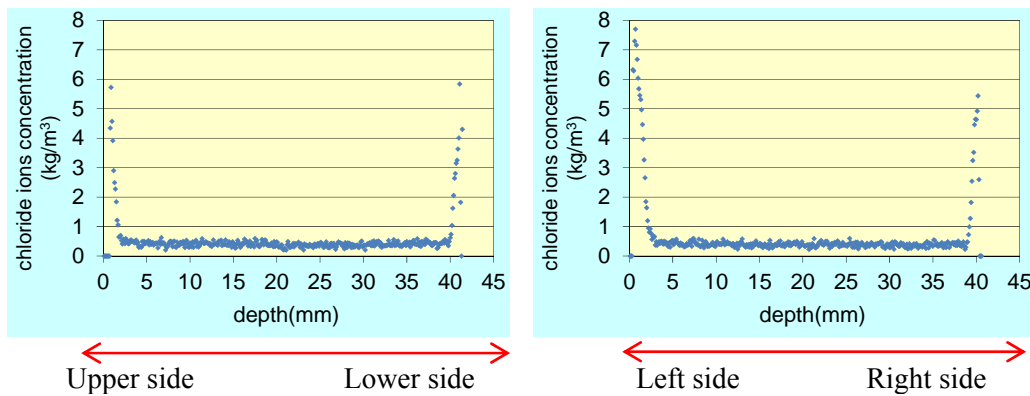 chloride ions concentration
(kg/m³)
8
7
6
5
4
3
2
1
0
0 5 10 15 20 25 30 35 40 45
depth(mm)
Upper side Lower side
chloride ions concentration
(kg/m³)
8
7
6
5
4
3
2
1
0
0 5 10 15 20 25 30 35 40 45
depth(mm)
Left side Right side